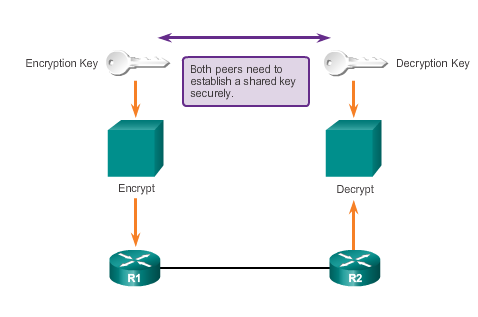 Encryption Key
Both peers need to
establish a shared key
securely.
Decryption Key
Encrypt
Decrypt
R1
R2